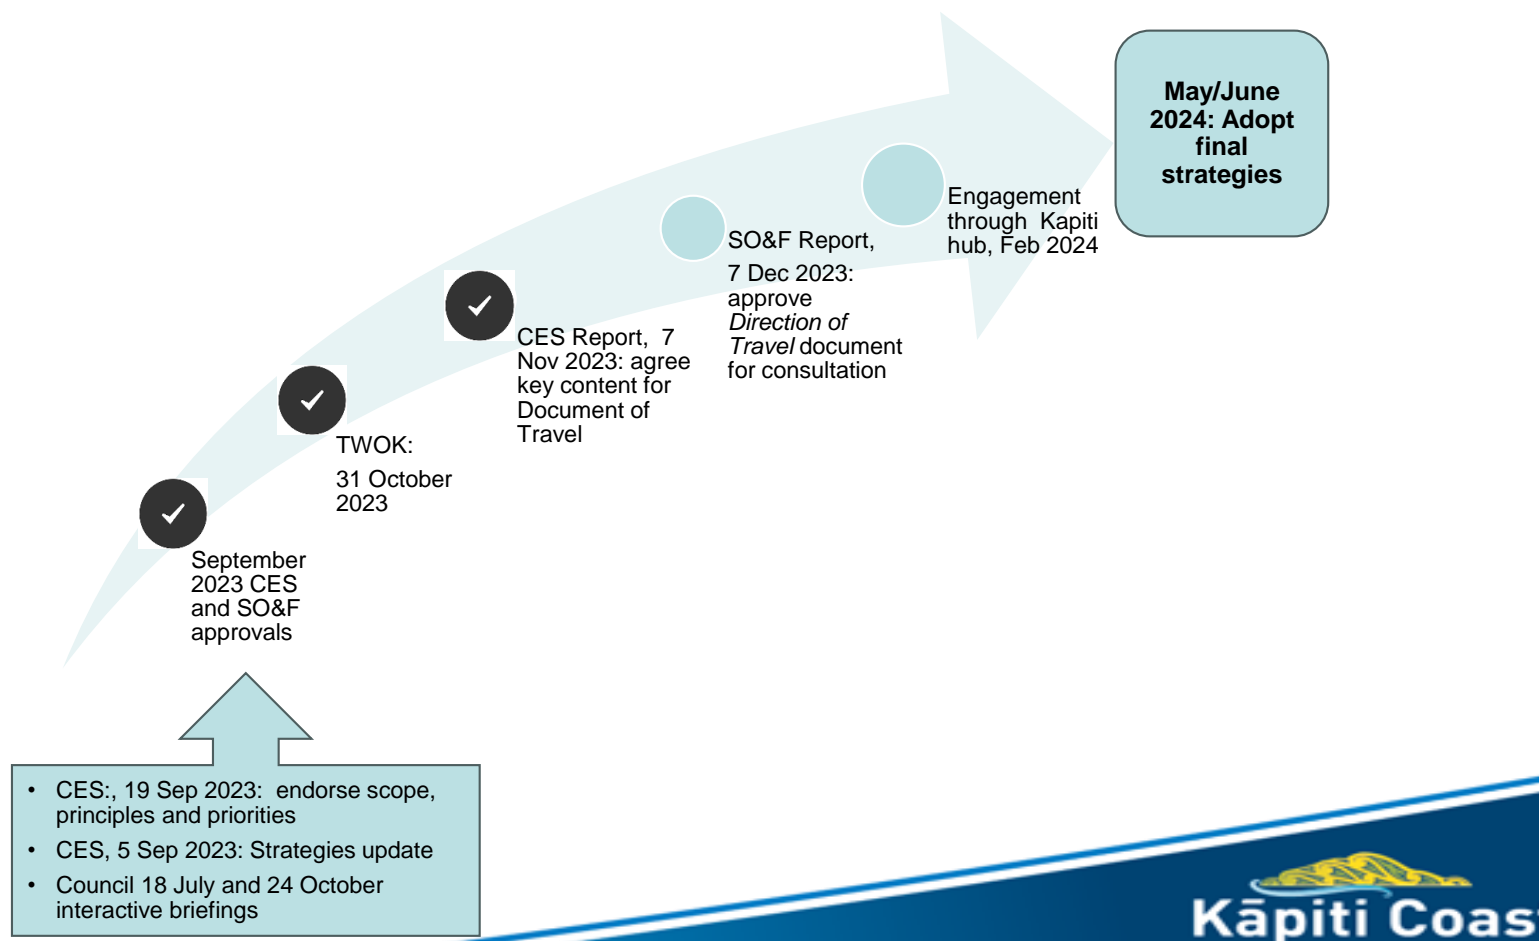 May/June
2024: Adopt
final
strategies
Engagement
through  Kapiti
hub, Feb 2024
SO&F Report,
7 Dec 2023:
approve
Direction of
Travel document
for consultation
CES Report,  7
Nov 2023: agree
key content for
Document of
Travel
TWOK:
31 October
2023
September
2023 CES
and SO&F
approvals
• CES:, 19 Sep 2023:  endorse scope,
principles and priorities
• CES, 5 Sep 2023: Strategies update
• Council 18 July and 24 October
interactive briefings
Kāpiti Coas